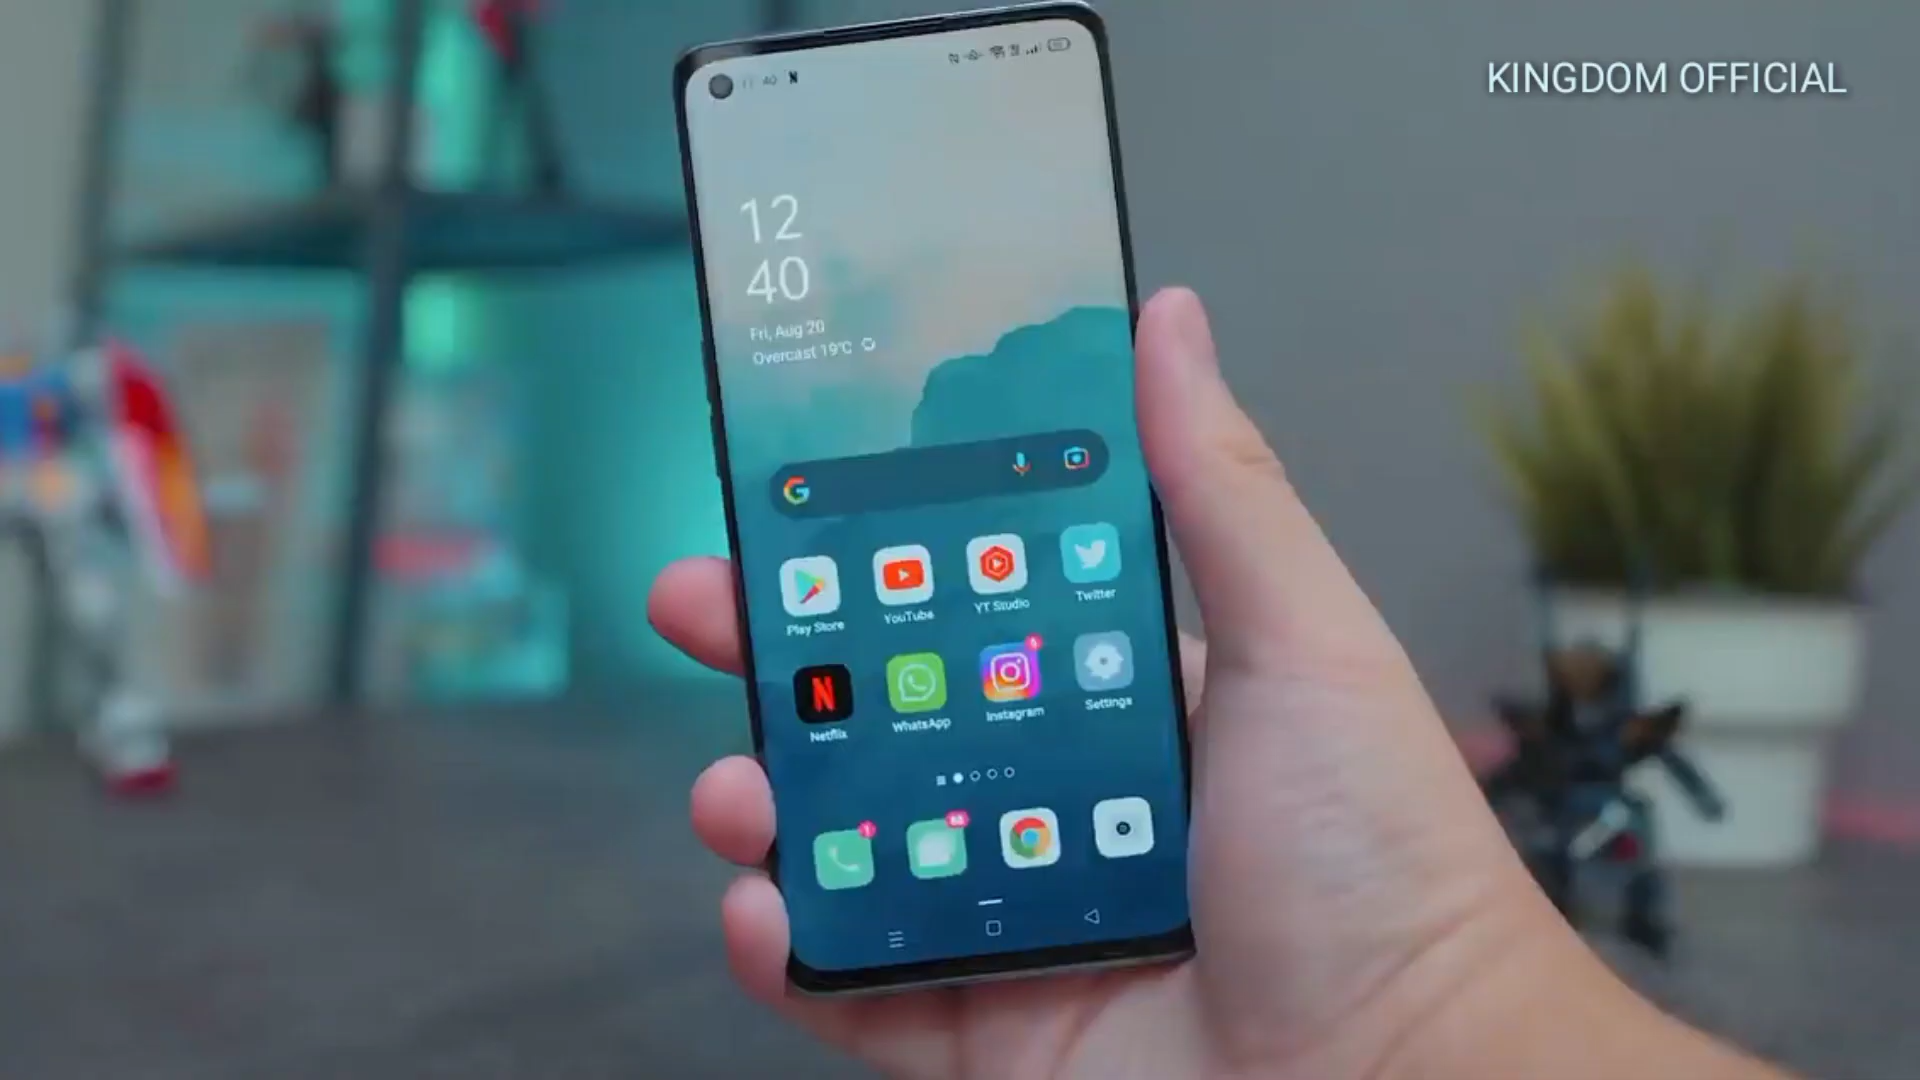 KINGDOM OFFICIAL
12
40
Fri, Aug 20
Overcast 19°C
Play Store
YouTube
YT Studio
Twitter
Netflix
WhatsApp
Instagram
Settings